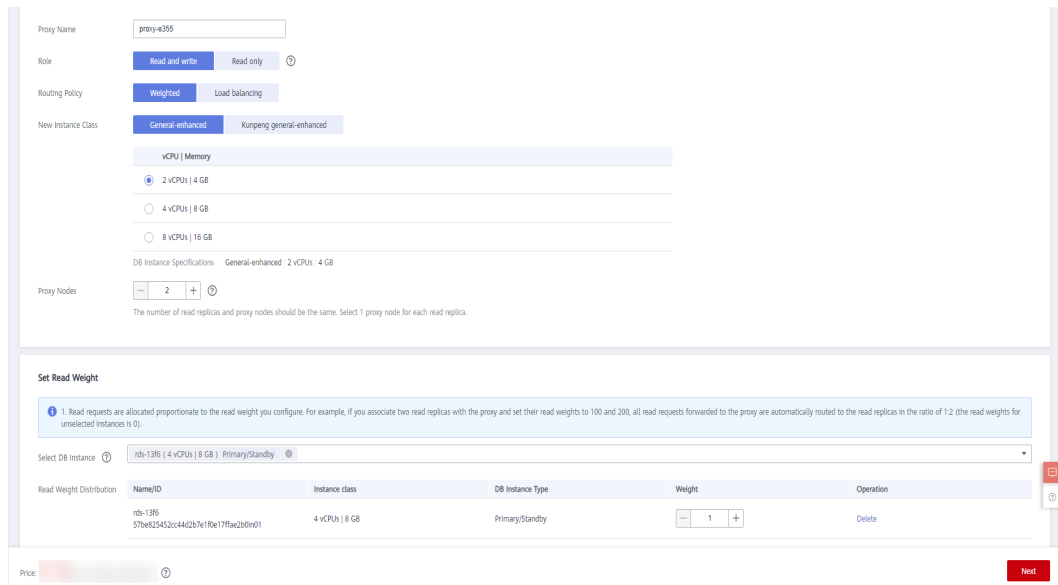 Proxy Name proxy-e355
Role Read and write Read only
Routing Policy Weighted Load balancing
New Instance Class General-enhanced Kunpeng general-enhanced
vCPU | Memory
2 vCPUs | 4 GB
4 vCPUs | 8 GB
8 vCPUs | 16 GB
DB Instance Specifications General-enhanced | 2 vCPUs | 4 GB
Proxy Nodes − 2 +
The number of read replicas and proxy nodes should be the same. Select 1 proxy node for each read replica.
Set Read Weight
1. Read requests are allocated proportionate to the read weight you configure. For example, if you associate two read replicas with the proxy and set their read weights to 100 and 200, all read requests forwarded to the proxy are automatically routed to the read replicas in the ratio of 1:2 (the read weights for
unselected instances is 0).
Select DB Instance rds-13f6 ( 4 vCPUs | 8 GB ) Primary/Standby
Read Weight Distribution Name/ID Instance class DB Instance Type Weight Operation
rds-13f6
57be825452cc44d2b7e1f0e17ffae2b0in01 4 vCPUs | 8 GB Primary/Standby − 1 + Delete
Price: Next